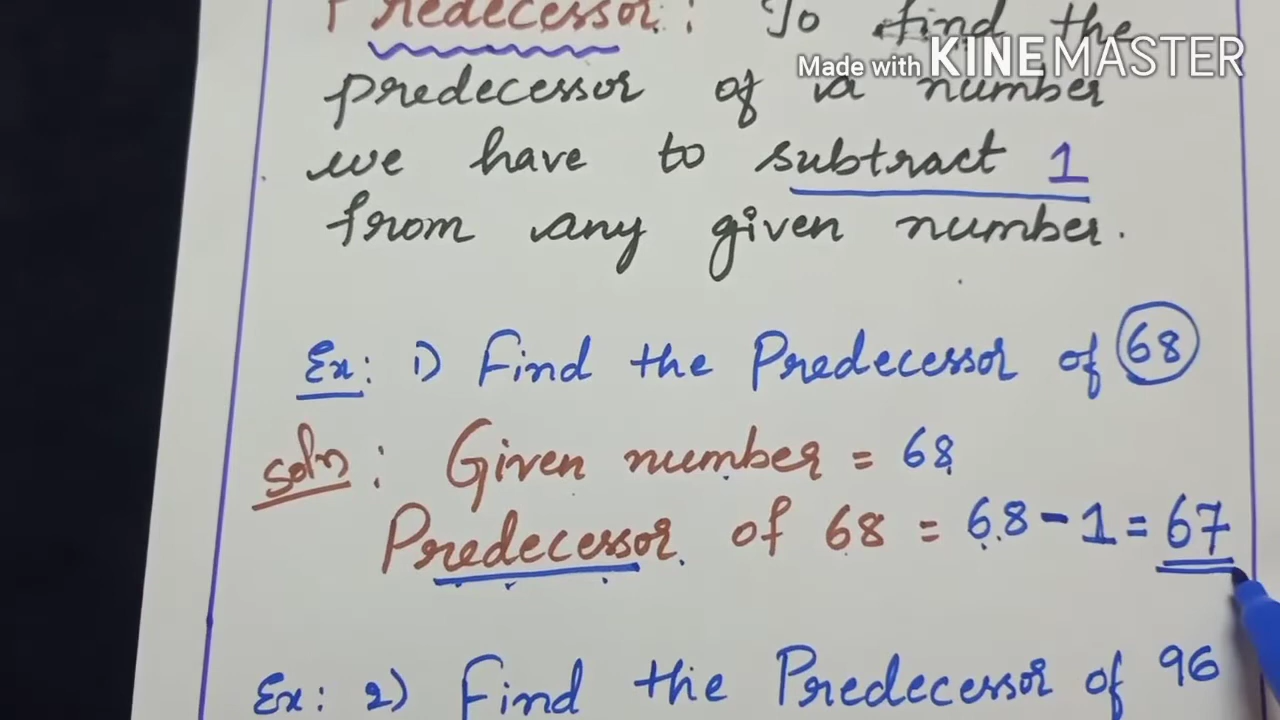 Predecessor: To find the
Made with KINEMASTER
predecessor of a number
we have to subtract 1
from any given number.
Ex: 1) Find the Predecessor of 68
Soln: Given number = 68
Predecessor of 68 = 68 - 1 = 67
Ex: 2) Find the Predecessor of 96